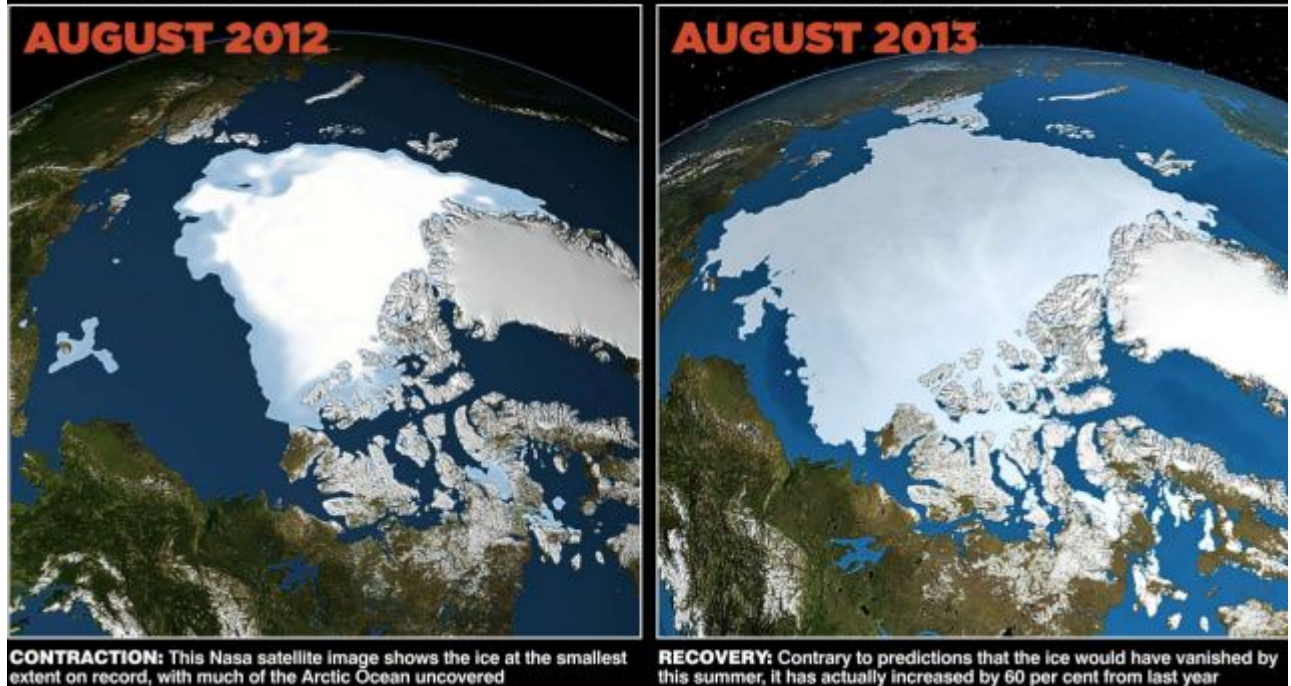 AUGUST 2012
AUGUST 2013
CONTRACTION: This Nasa satellite image shows the ice at the smallest
extent on record, with much of the Arctic Ocean uncovered
RECOVERY: Contrary to predictions that the ice would have vanished by
this summer, it has actually increased by 60 per cent from last year